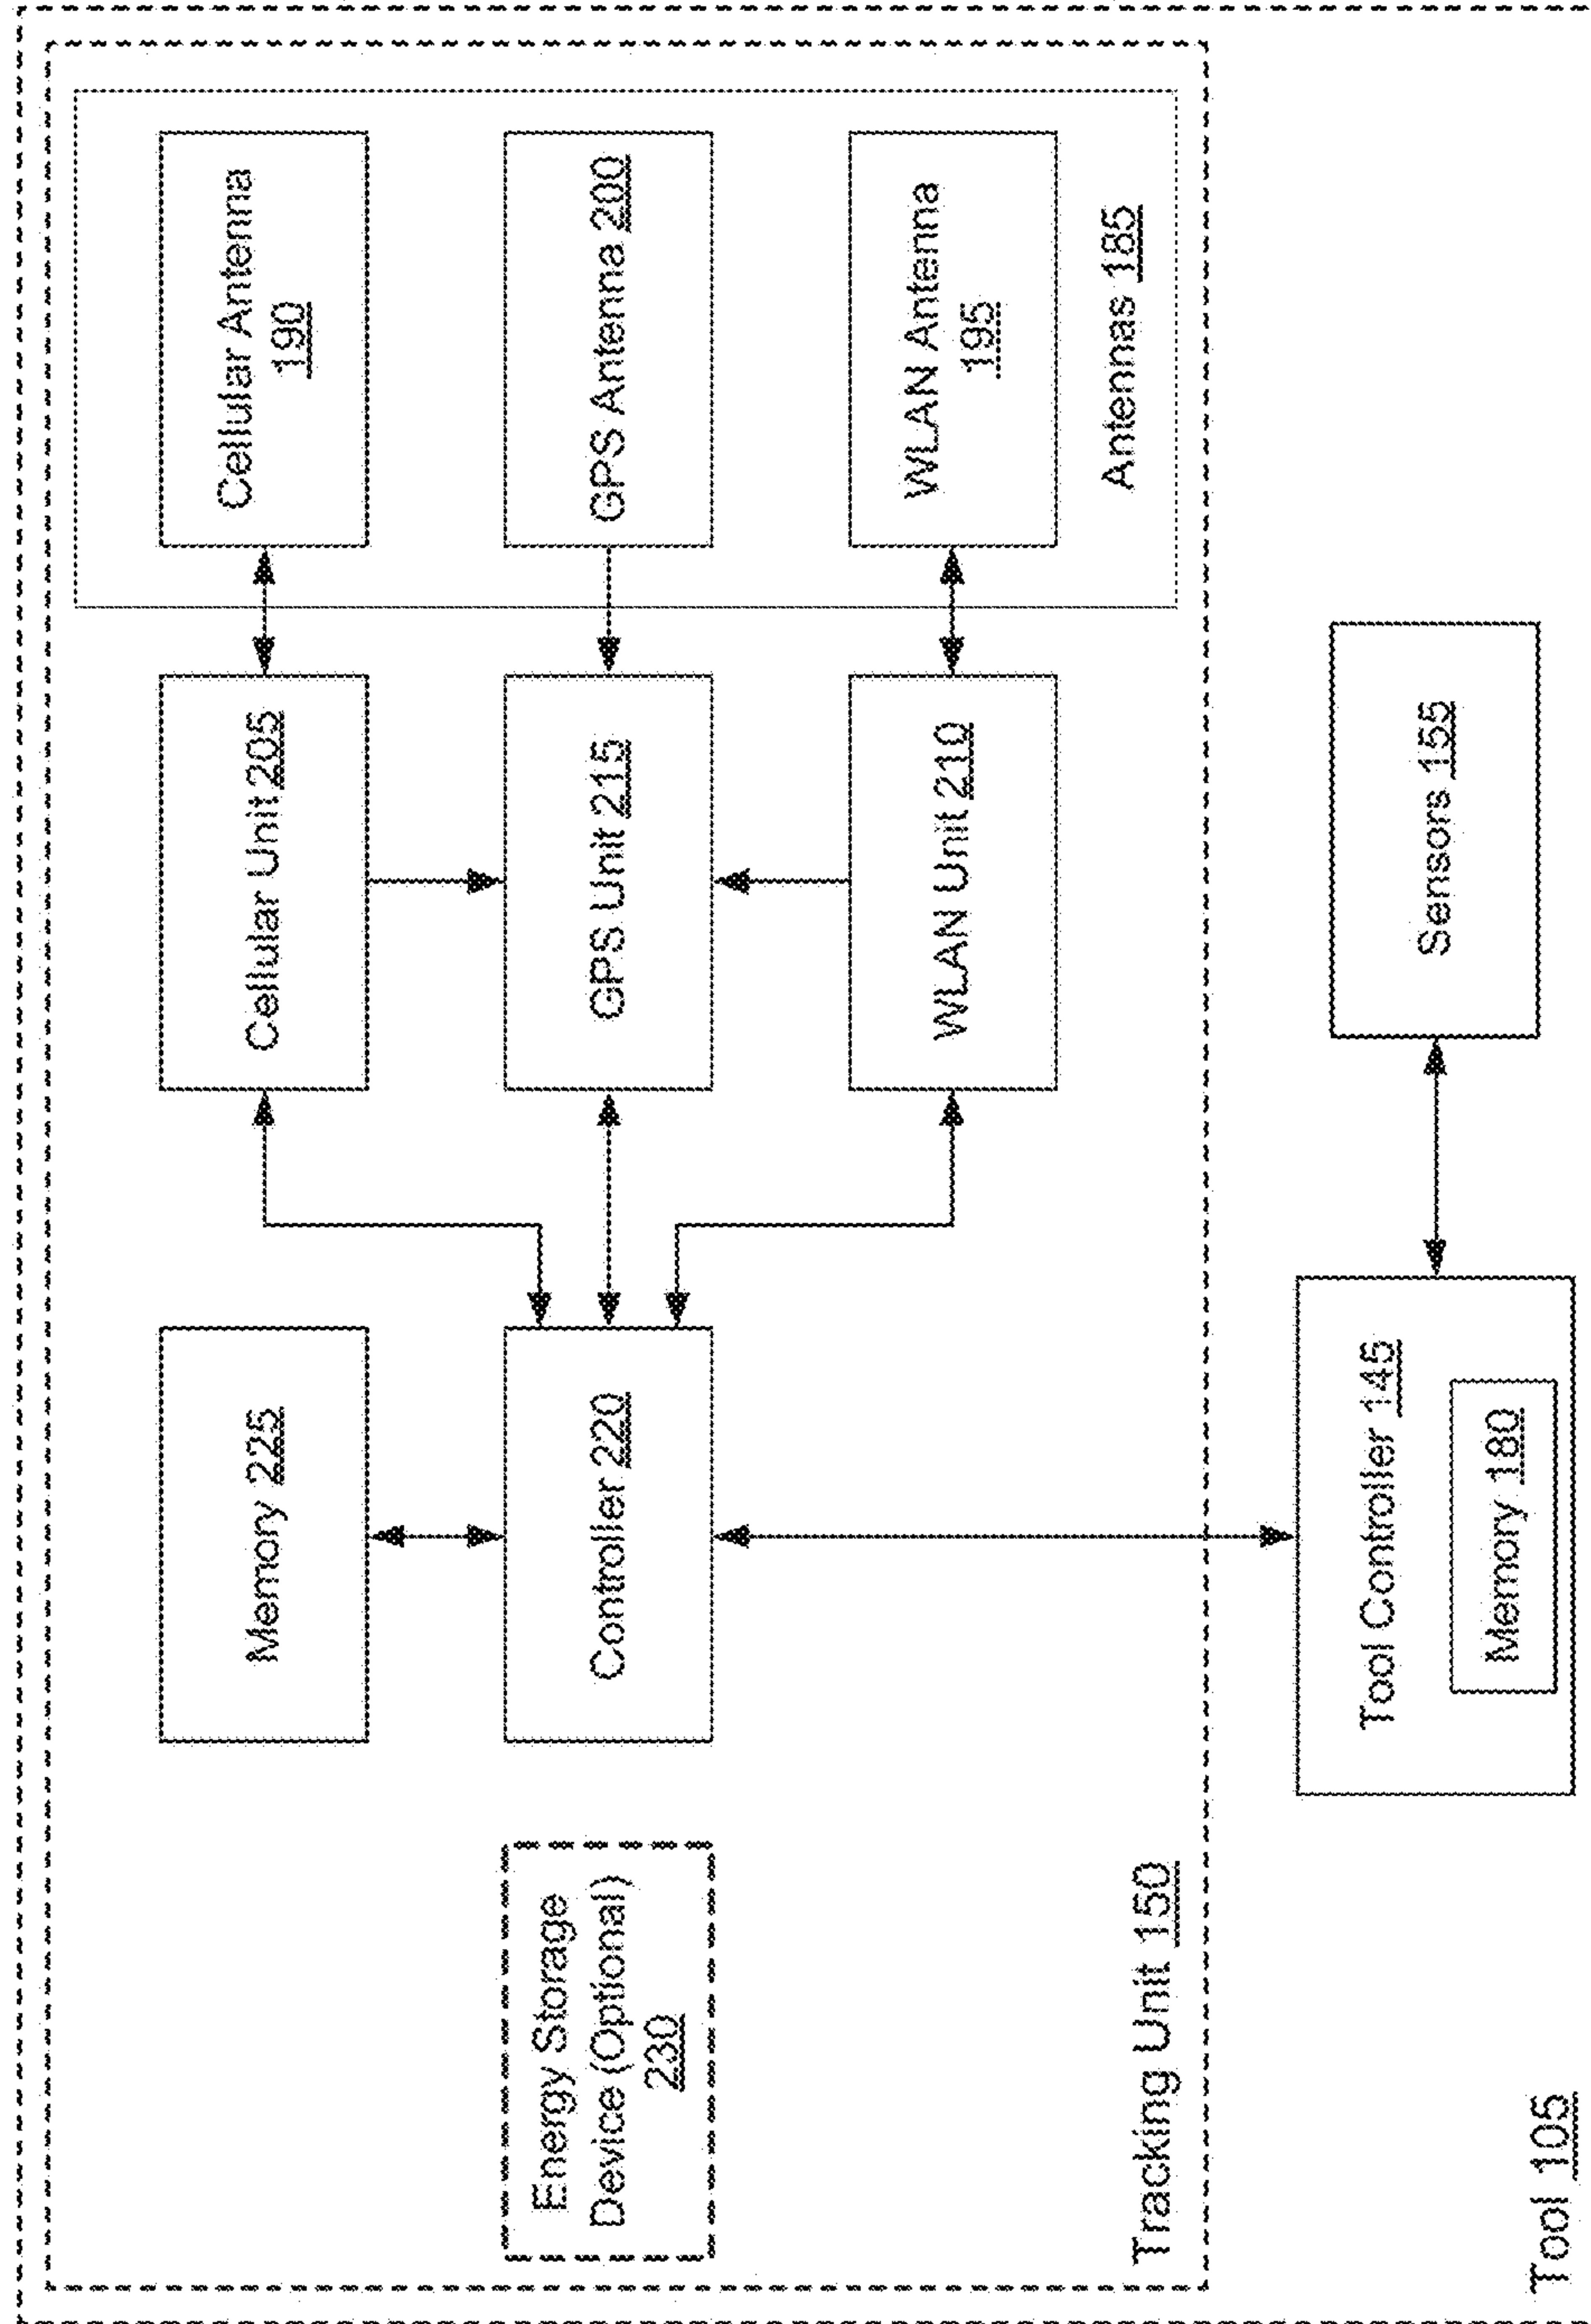 Memory 225
Cellular Unit 205
Cellular Antenna
190
Energy Storage
Device (Optional)
230
Controller 220
GPS Unit 215
GPS Antenna 200
WLAN Unit 210
WLAN Antenna
195
Antennas 185
Tracking Unit 150
Tool Controller 145
Memory 180
Sensors 155
Tool 105